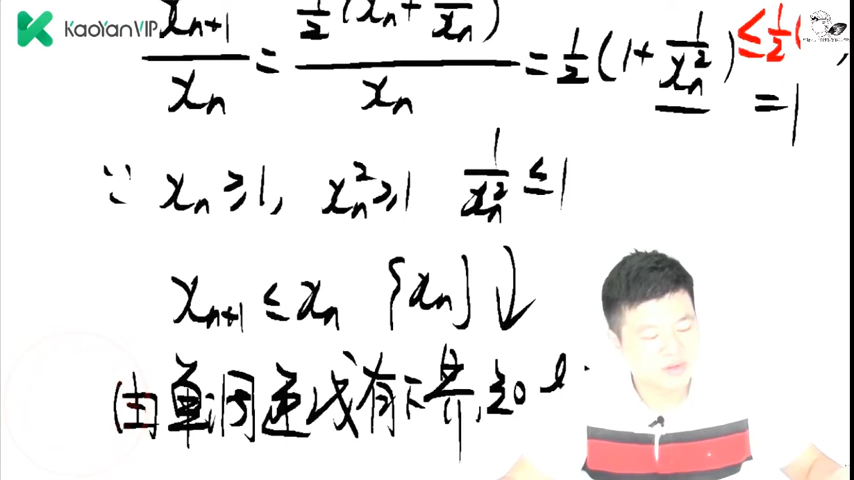 KaoYanVIP
x_{n+1}/x_n = ½(x_n + 1/x_n)/x_n = ½(1 + 1/x_n²) ≤ ½(
= 1
∵ x_n ≥ 1, x_n² ≥ 1 1/x_n² ≤ 1
x_{n+1} ≤ x_n {x_n} ↓
由单调递减有下界,知